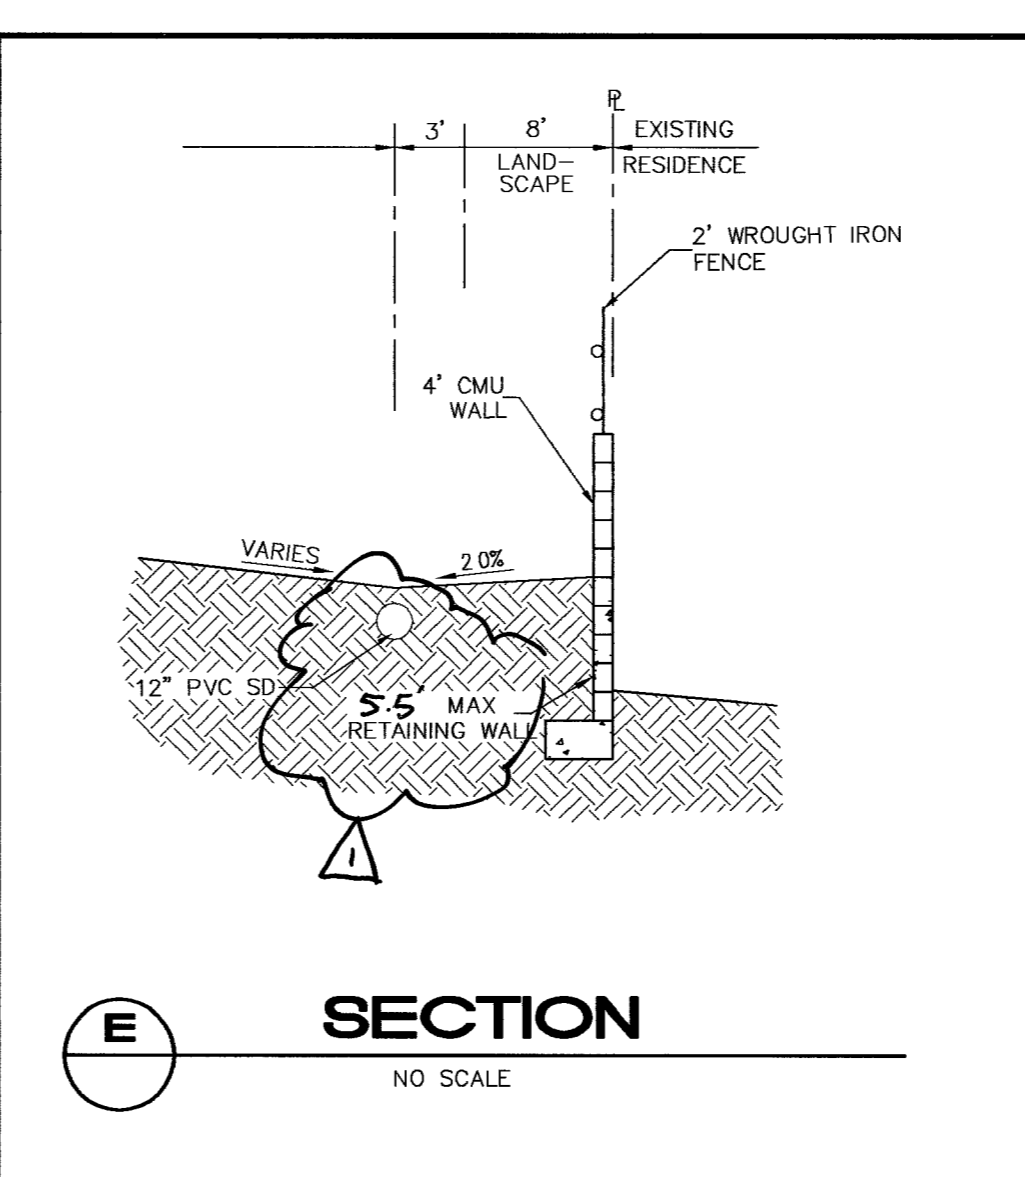 PL
3'
8'
EXISTING
LAND-
SCAPE
RESIDENCE
2' WROUGHT IRON
FENCE
4' CMU
WALL
VARIES
2.0%
12" PVC SD
5.5' MAX
RETAINING WALL
1
E
SECTION
NO SCALE